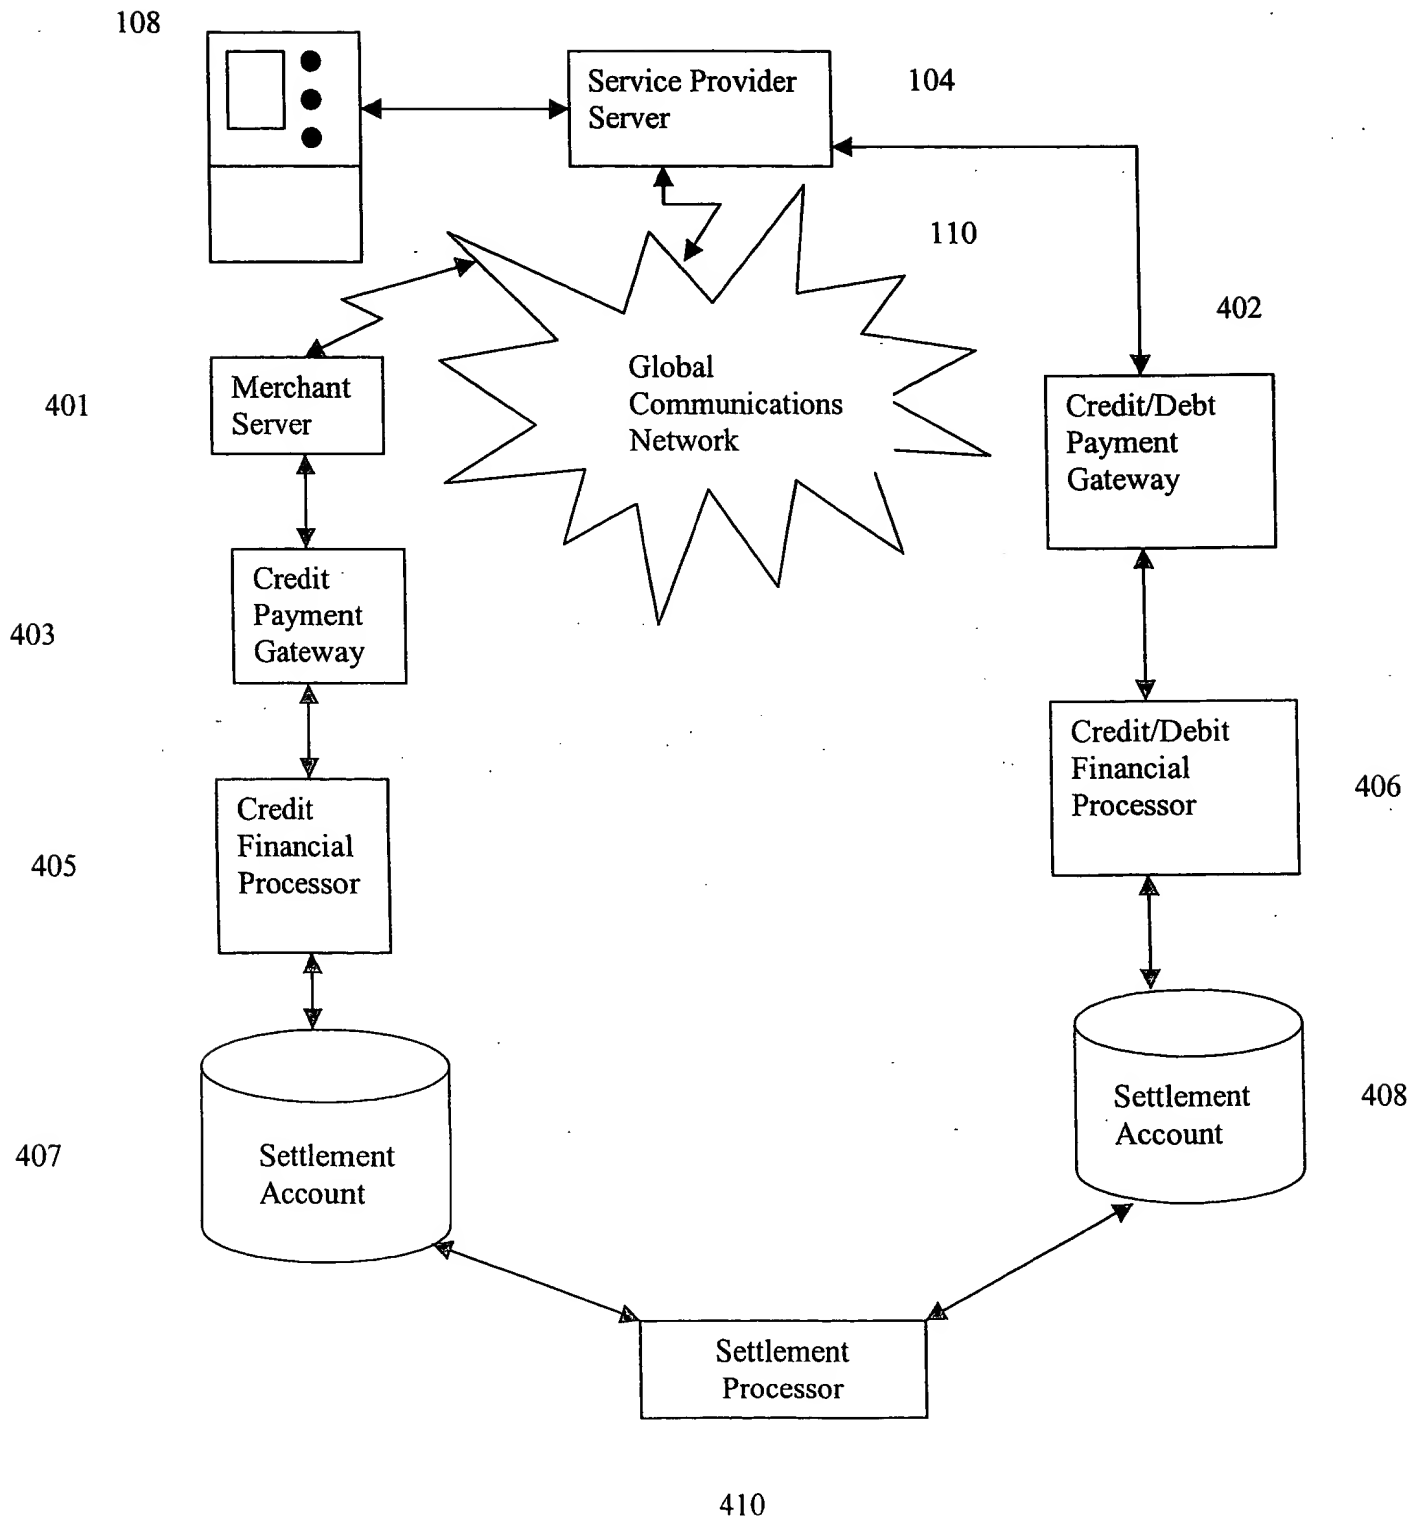 108
Service Provider
Server
104
110
402
Global
Communications
Network
Merchant
Server
401
Credit/Debt
Payment
Gateway
Credit
Payment
Gateway
403
Credit/Debit
Financial
Processor
406
Credit
Financial
Processor
405
Settlement
Account
408
Settlement
Account
407
Settlement
Processor
410